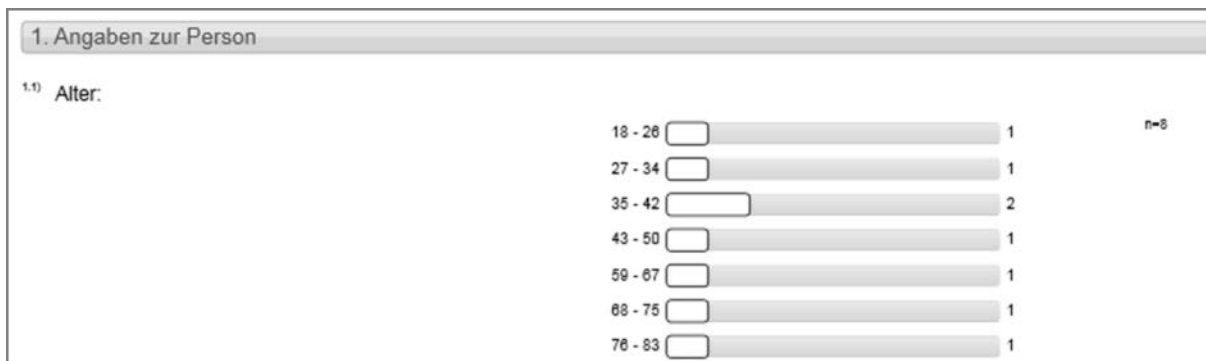 1. Angaben zur Person
1.1) Alter:
18 - 26 1 n=8
27 - 34 1
35 - 42 2
43 - 50 1
59 - 67 1
68 - 75 1
76 - 83 1